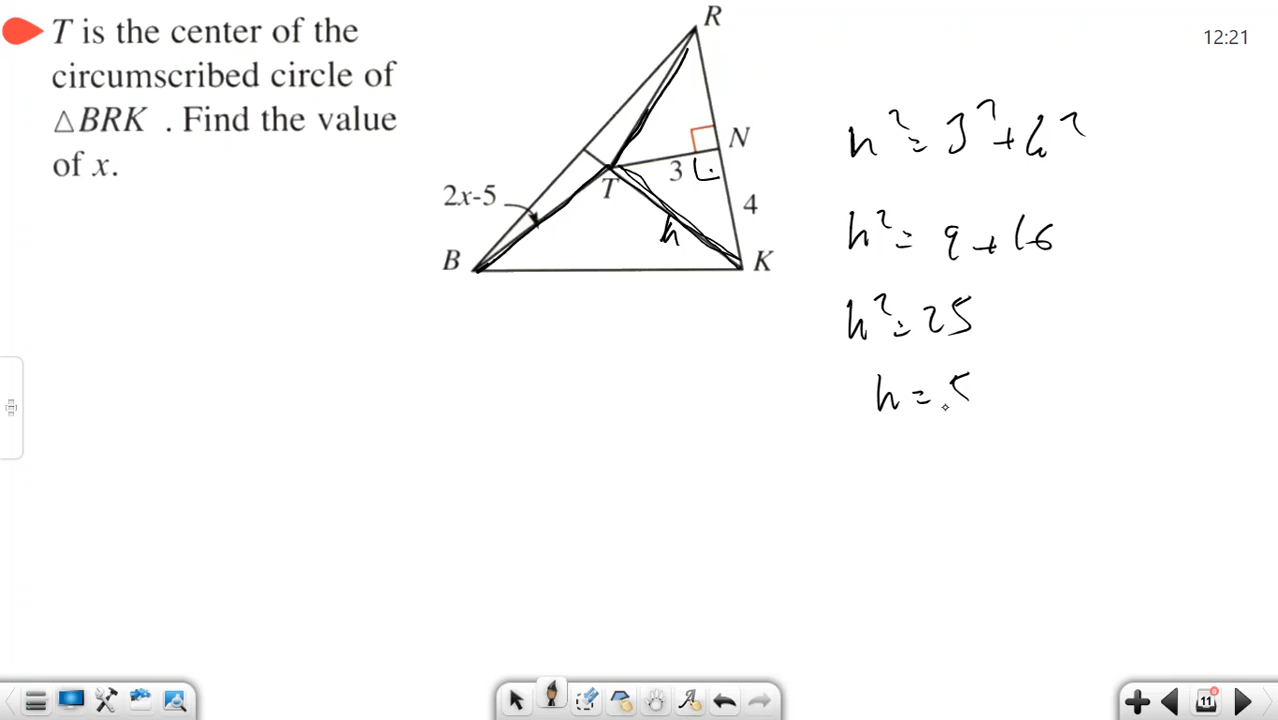 T is the center of the
circumscribed circle of
△BRK . Find the value
of x.
R
12:21
N
3
T
2x-5
4
h
B
K
h² = 3² + 4²
h² = 9 + 16
h² = 25
h = 5
11